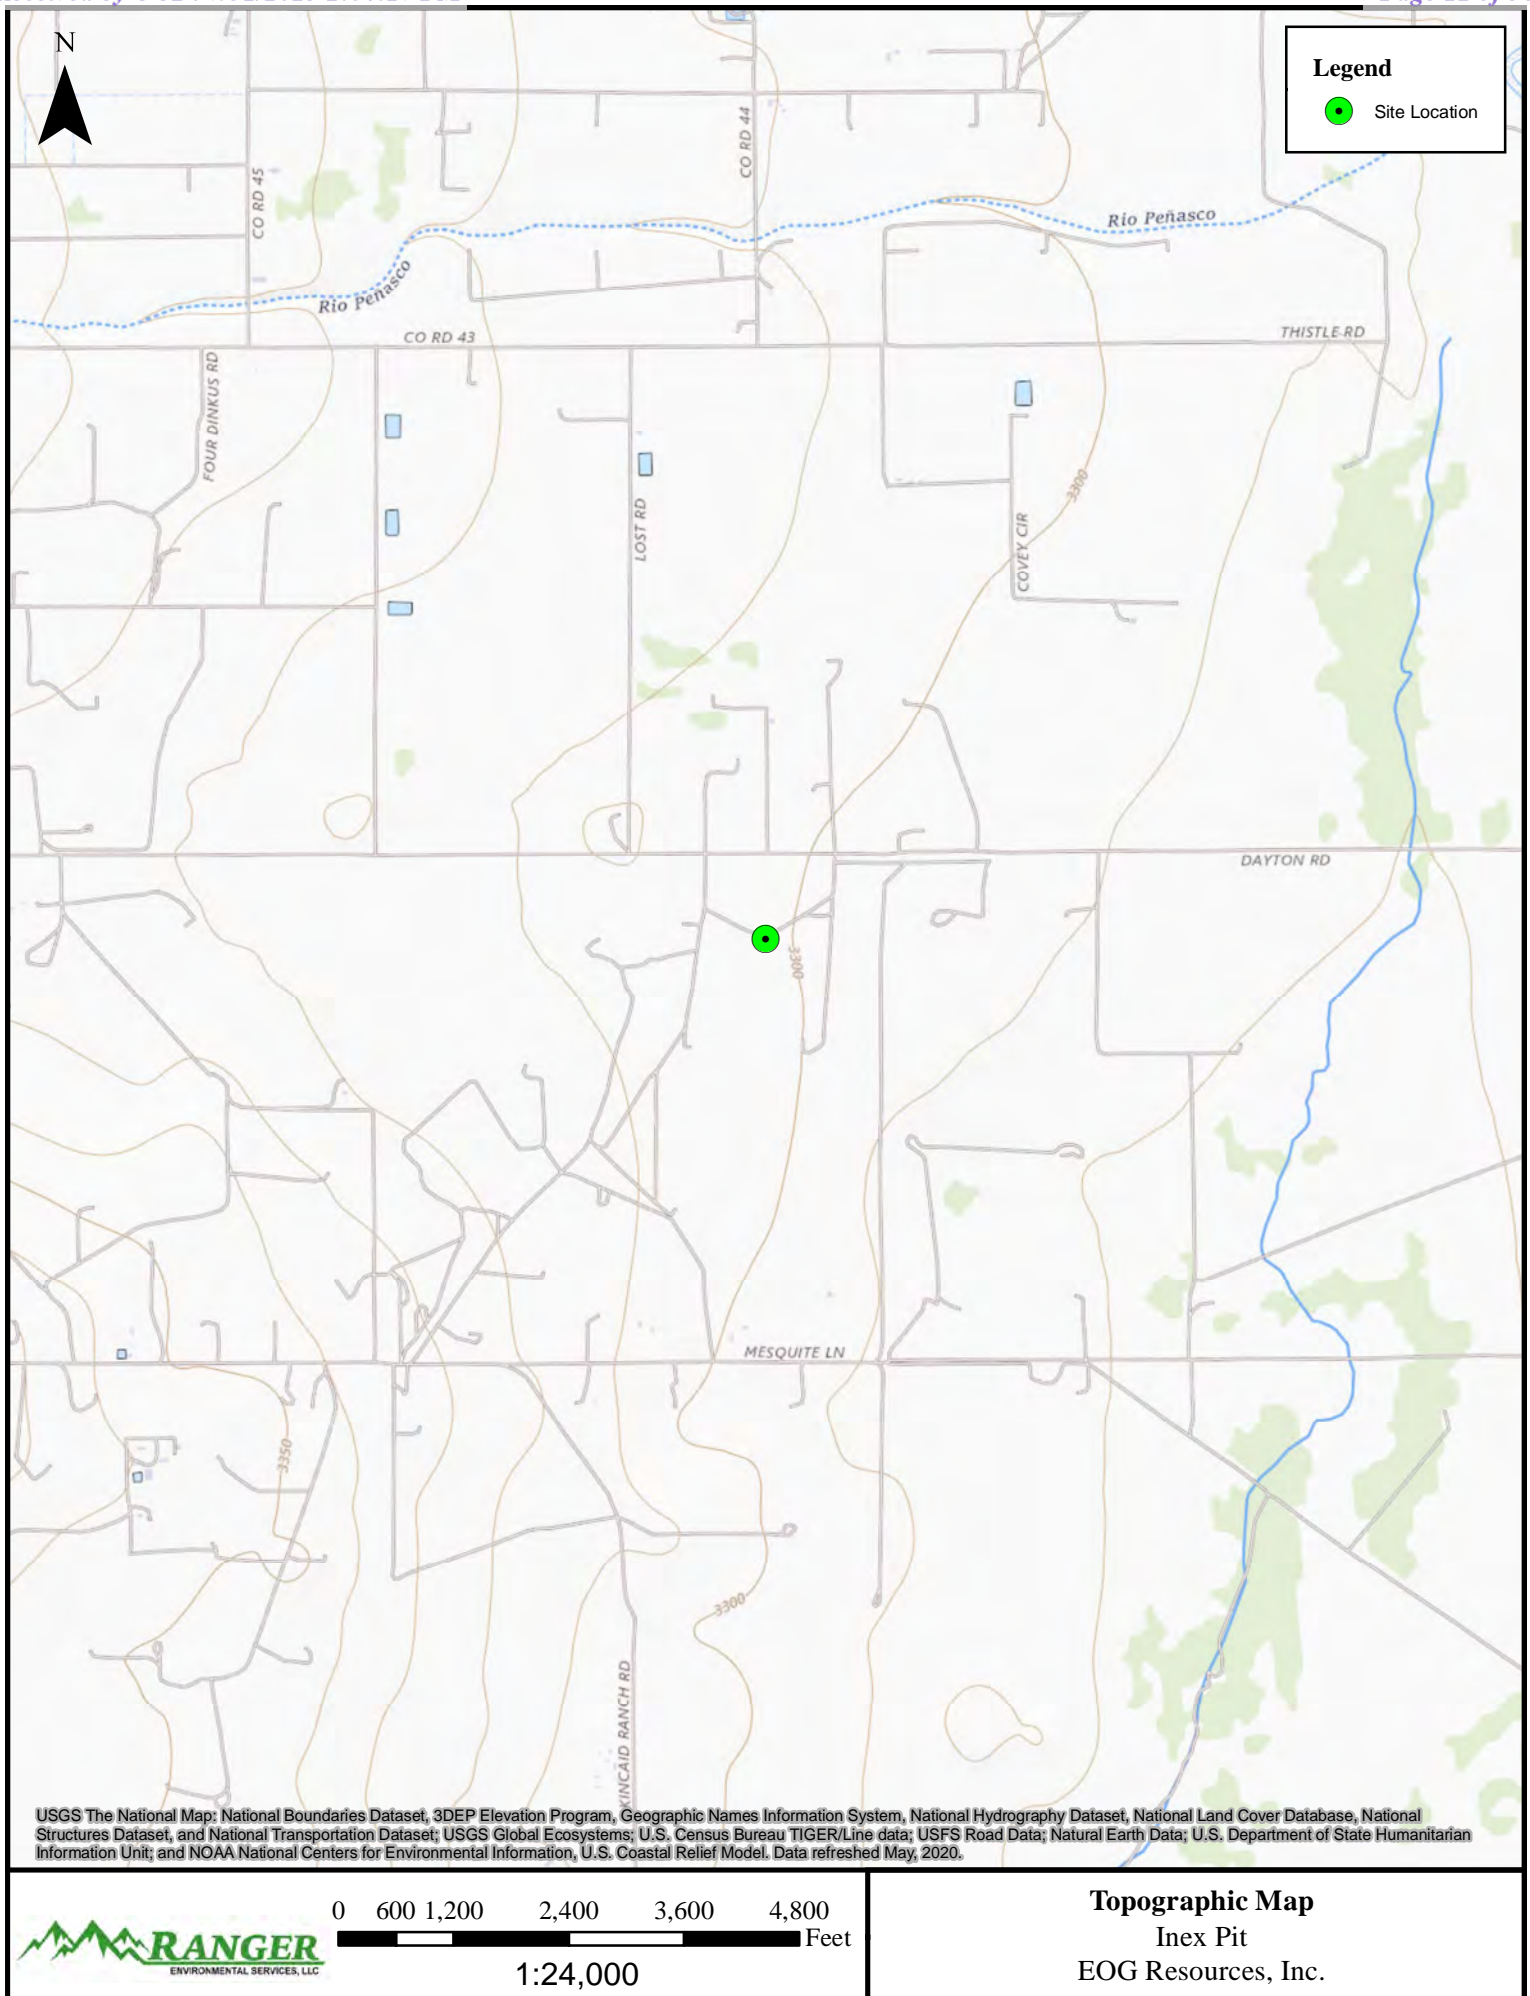 N
Legend
Site Location
CO RD 44
CO RD 45
Rio Peñasco
Rio Peñasco
CO RD 43
THISTLE RD
FOUR DINKUS RD
LOST RD
3300
COVEY CIR
DAYTON RD
3300
MESQUITE LN
3350
3300
KINCAID RANCH RD
USGS The National Map: National Boundaries Dataset, 3DEP Elevation Program, Geographic Names Information System, National Hydrography Dataset, National Land Cover Database, National
Structures Dataset, and National Transportation Dataset; USGS Global Ecosystems; U.S. Census Bureau TIGER/Line data; USFS Road Data; Natural Earth Data; U.S. Department of State Humanitarian
Information Unit; and NOAA National Centers for Environmental Information, U.S. Coastal Relief Model. Data refreshed May, 2020.
RANGER
ENVIRONMENTAL SERVICES, LLC
0 600 1,200 2,400 3,600 4,800
Feet
1:24,000
Topographic Map
Inex Pit
EOG Resources, Inc.